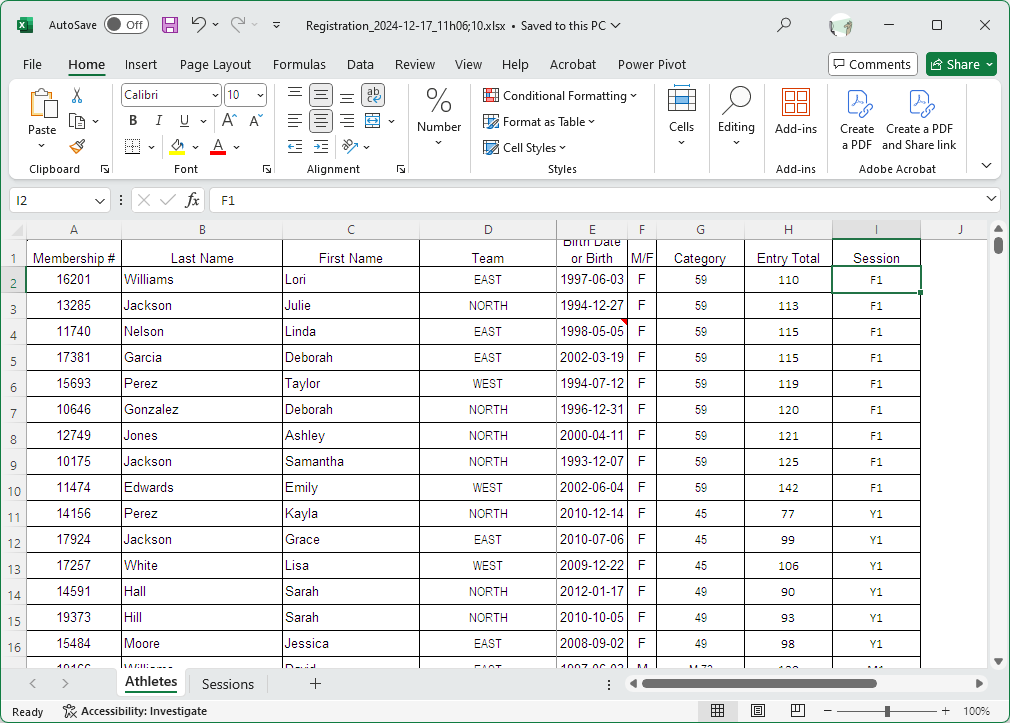 AutoSave Off Registration_2024-12-17_11h06;10.xlsx • Saved to this PC
File Home Insert Page Layout Formulas Data Review View Help Acrobat Power Pivot Comments Share
Paste
Clipboard
Calibri 10
B I U A A
A
Font
ab
Alignment
%
Number
Conditional Formatting
Format as Table
Cell Styles
Styles
Cells
Editing
Add-ins
Add-ins
Create a PDF
Create a PDF and Share link
Adobe Acrobat
I2 fx F1
A B C D E F G H I J
1 Membership # Last Name First Name Team Birth Date or Birth M/F Category Entry Total Session
2 16201 Williams Lori EAST 1997-06-03 F 59 110 F1
3 13285 Jackson Julie NORTH 1994-12-27 F 59 113 F1
4 11740 Nelson Linda EAST 1998-05-05 F 59 115 F1
5 17381 Garcia Deborah EAST 2002-03-19 F 59 115 F1
6 15693 Perez Taylor WEST 1994-07-12 F 59 119 F1
7 10646 Gonzalez Deborah NORTH 1996-12-31 F 59 120 F1
8 12749 Jones Ashley NORTH 2000-04-11 F 59 121 F1
9 10175 Jackson Samantha NORTH 1993-12-07 F 59 125 F1
10 11474 Edwards Emily WEST 2002-06-04 F 59 142 F1
11 14156 Perez Kayla NORTH 2010-12-14 F 45 77 Y1
12 17924 Jackson Grace EAST 2010-07-06 F 45 99 Y1
13 17257 White Lisa WEST 2009-12-22 F 45 106 Y1
14 14591 Hall Sarah NORTH 2012-01-17 F 49 90 Y1
15 19373 Hill Sarah NORTH 2010-10-05 F 49 93 Y1
16 15484 Moore Jessica EAST 2008-09-02 F 49 98 Y1
Athletes Sessions
Ready Accessibility: Investigate 100%